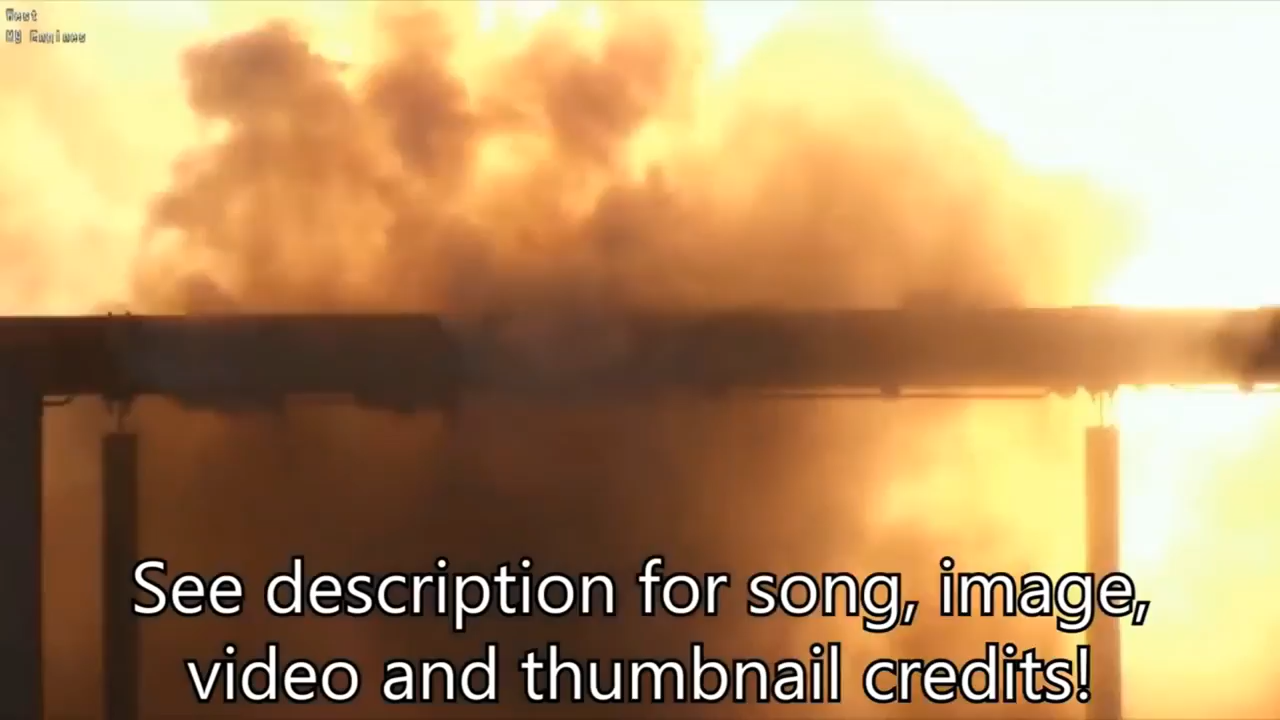 See description for song, image,
video and thumbnail credits!